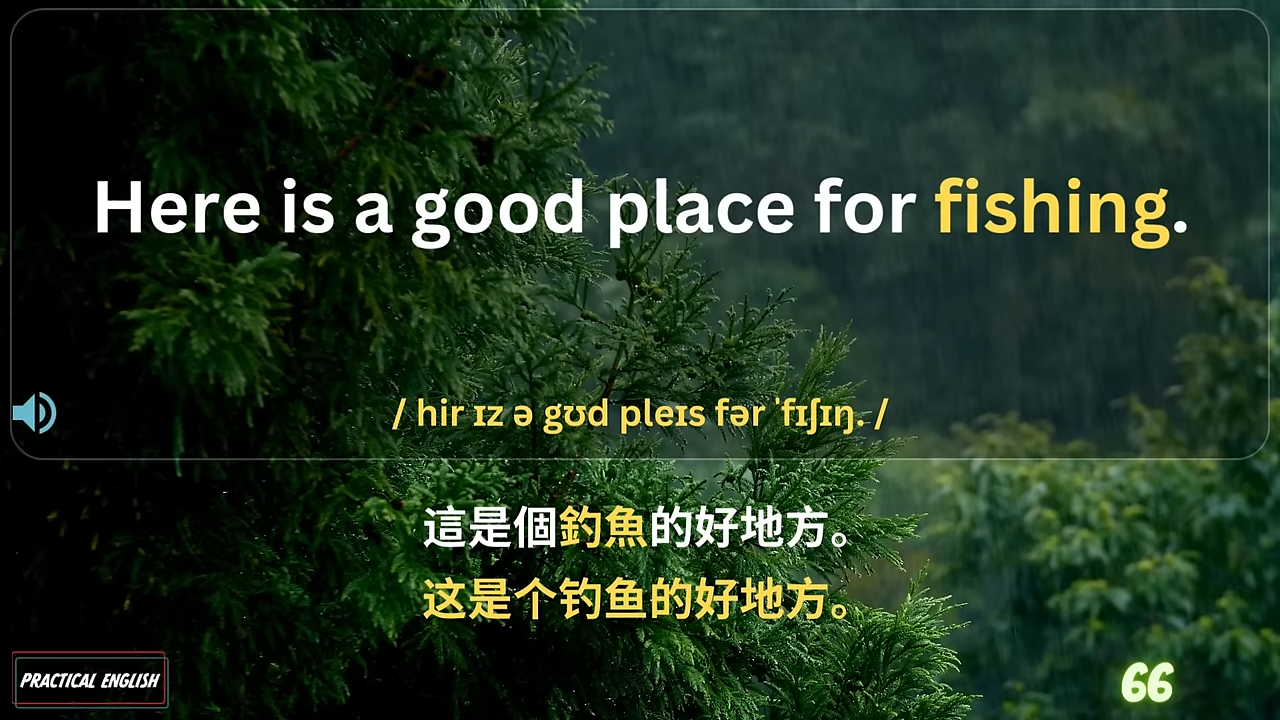 Here is a good place for fishing.
/ hir ɪz ə gʊd pleɪs fər ˈfɪʃɪŋ. /
這是個釣魚的好地方。
这是个钓鱼的好地方。
PRACTICAL ENGLISH
66